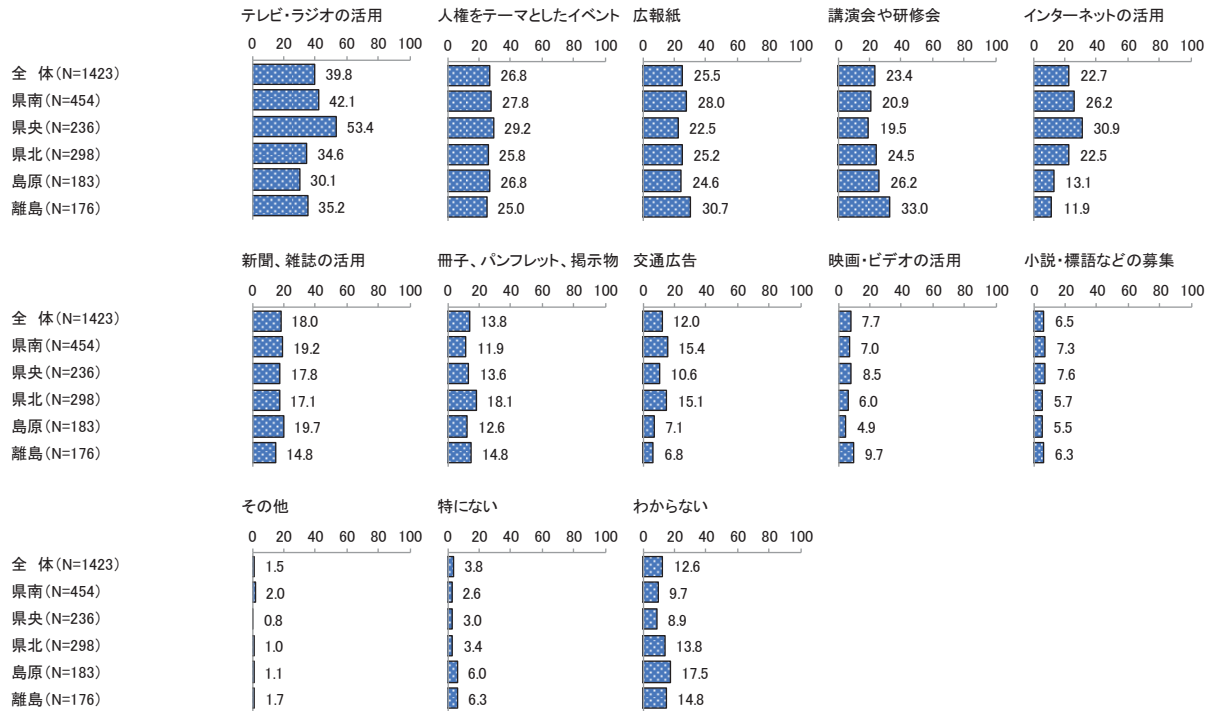 テレビ・ラジオの活用 人権をテーマとしたイベント 広報紙 講演会や研修会 インターネットの活用
0 20 40 60 80 100 0 20 40 60 80 100 0 20 40 60 80 100 0 20 40 60 80 100 0 20 40 60 80 100
全 体(N=1423) 39.8 26.8 25.5 23.4 22.7
県南(N=454) 42.1 27.8 28.0 20.9 26.2
県央(N=236) 53.4 29.2 22.5 19.5 30.9
県北(N=298) 34.6 25.8 25.2 24.5 22.5
島原(N=183) 30.1 26.8 24.6 26.2 13.1
離島(N=176) 35.2 25.0 30.7 33.0 11.9
新聞、雑誌の活用 冊子、パンフレット、掲示物 交通広告 映画・ビデオの活用 小説・標語などの募集
0 20 40 60 80 100 0 20 40 60 80 100 0 20 40 60 80 100 0 20 40 60 80 100 0 20 40 60 80 100
全 体(N=1423) 18.0 13.8 12.0 7.7 6.5
県南(N=454) 19.2 11.9 15.4 7.0 7.3
県央(N=236) 17.8 13.6 10.6 8.5 7.6
県北(N=298) 17.1 18.1 15.1 6.0 5.7
島原(N=183) 19.7 12.6 7.1 4.9 5.5
離島(N=176) 14.8 14.8 6.8 9.7 6.3
その他 特にない わからない
0 20 40 60 80 100 0 20 40 60 80 100 0 20 40 60 80 100
全 体(N=1423) 1.5 3.8 12.6
県南(N=454) 2.0 2.6 9.7
県央(N=236) 0.8 3.0 8.9
県北(N=298) 1.0 3.4 13.8
島原(N=183) 1.1 6.0 17.5
離島(N=176) 1.7 6.3 14.8